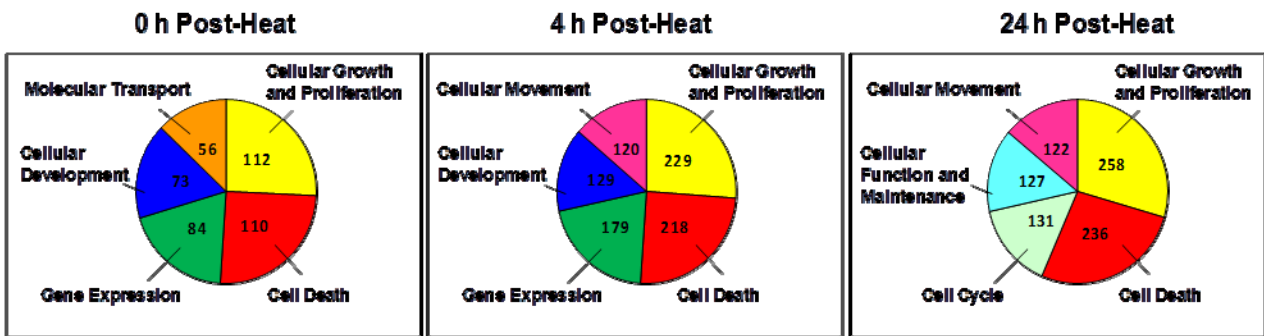 0 h Post-Heat
Molecular Transport
Cellular Growth
and Proliferation
56
112
Cellular
Development
73
84
110
Gene Expression
Cell Death
4 h Post-Heat
Cellular Movement
Cellular Growth
and Proliferation
120
229
Cellular
Development
129
179
218
Gene Expression
Cell Death
24 h Post-Heat
Cellular Movement
Cellular Growth
and Proliferation
122
258
Cellular
Function and
Maintenance
127
131
236
Cell Cycle
Cell Death